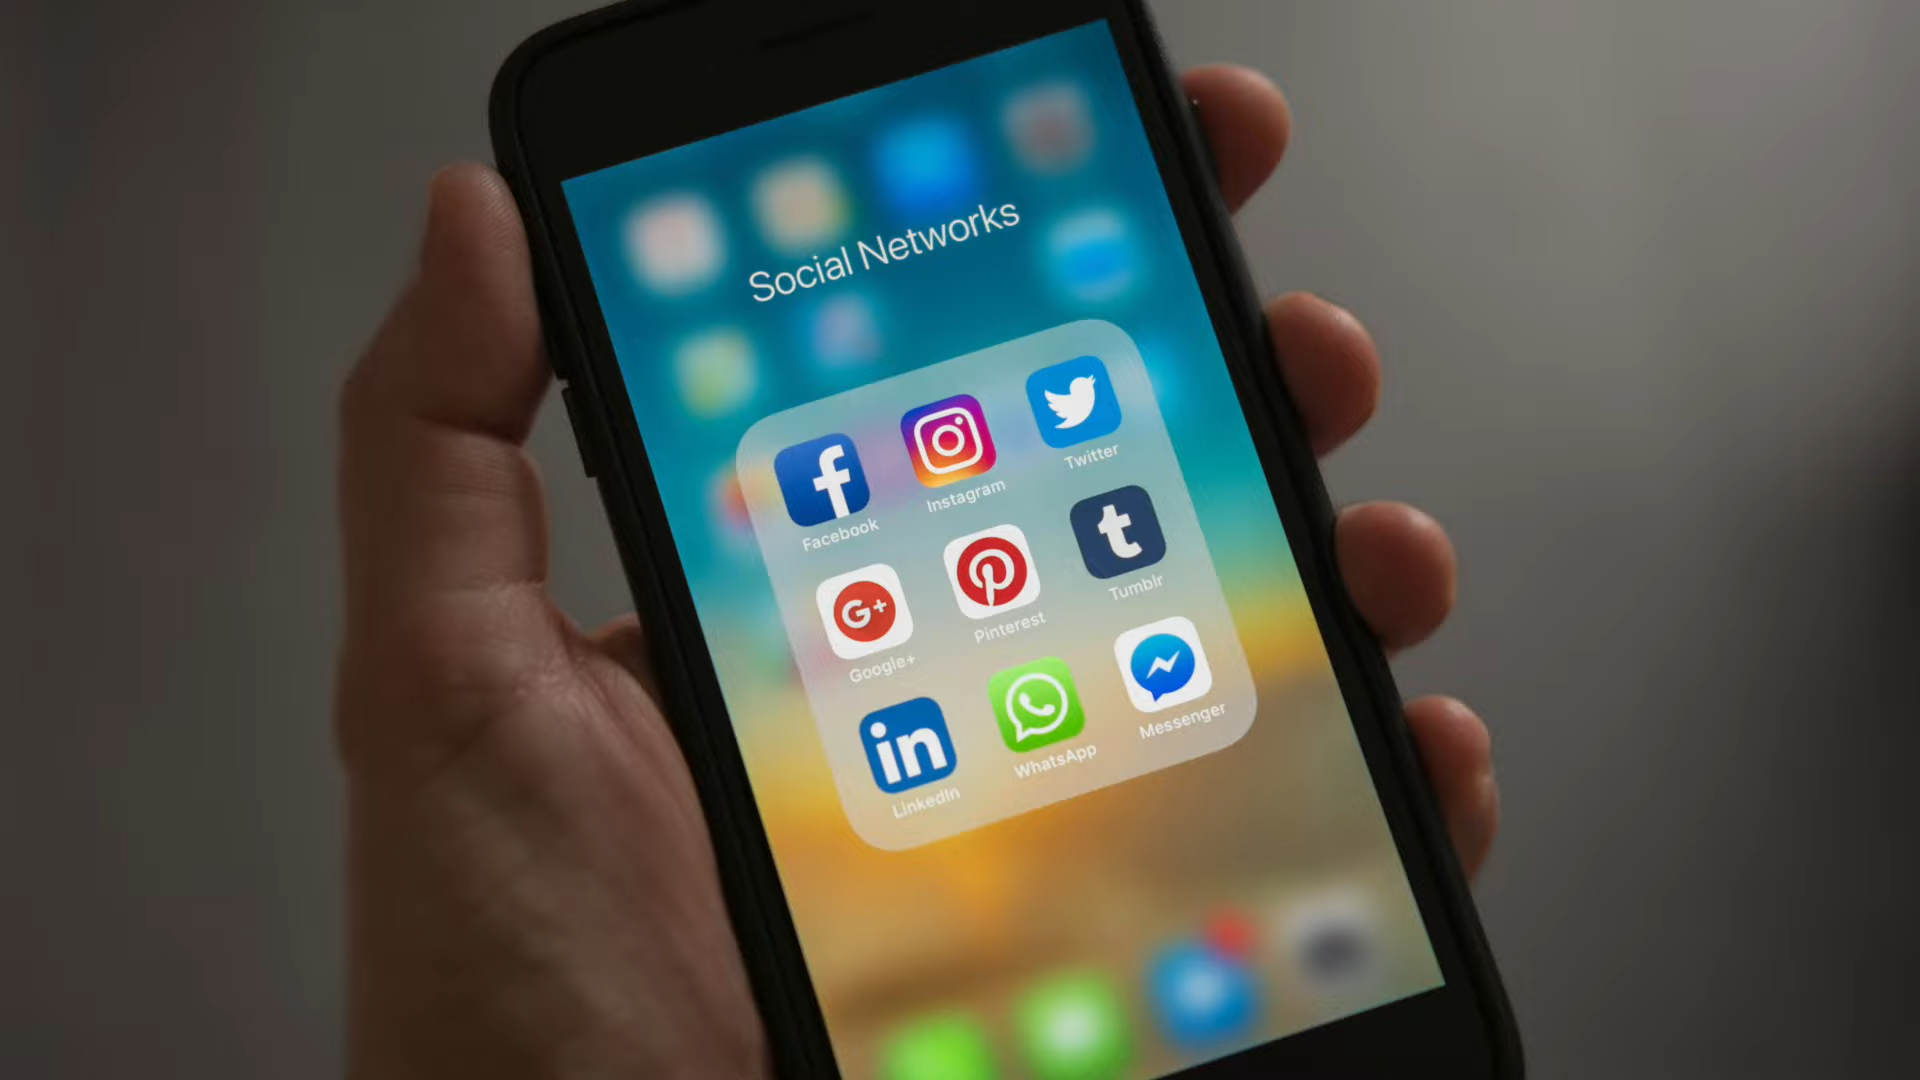 Social Networks
Facebook
Instagram
Twitter
Google+
Pinterest
Tumblr
LinkedIn
WhatsApp
Messenger